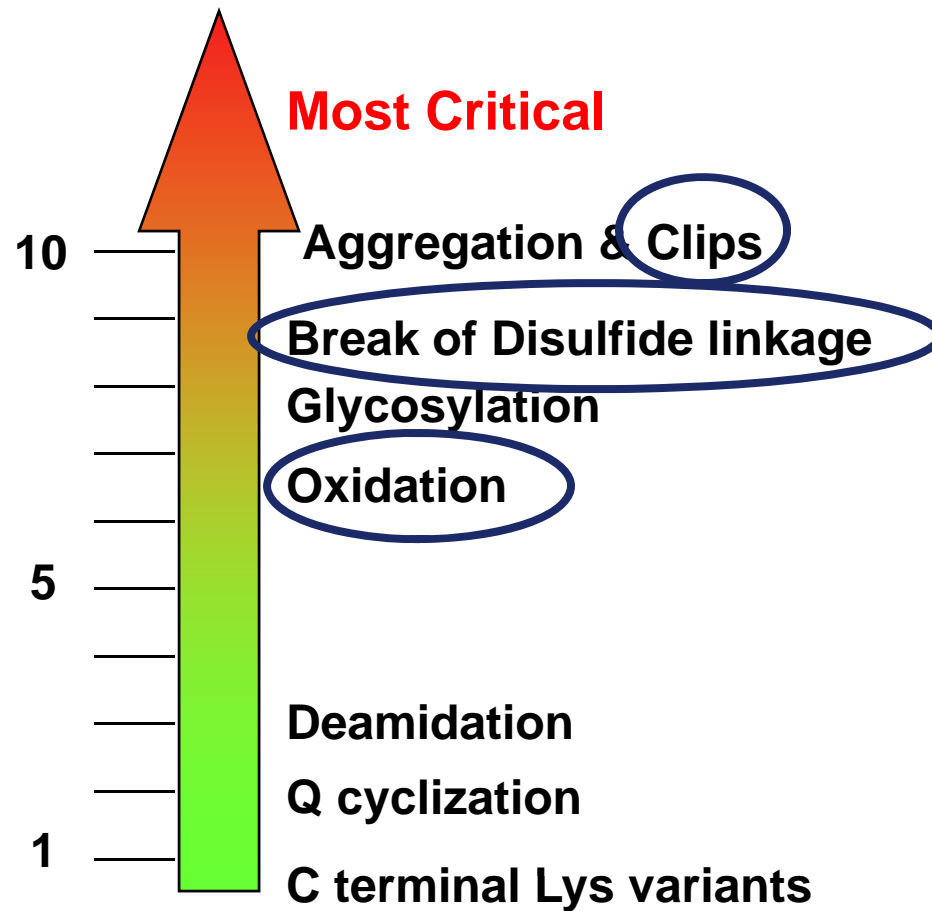 Most Critical
10
Aggregation & Clips
Break of Disulfide linkage
Glycosylation
Oxidation
5
Deamidation
Q cyclization
1
C terminal Lys variants